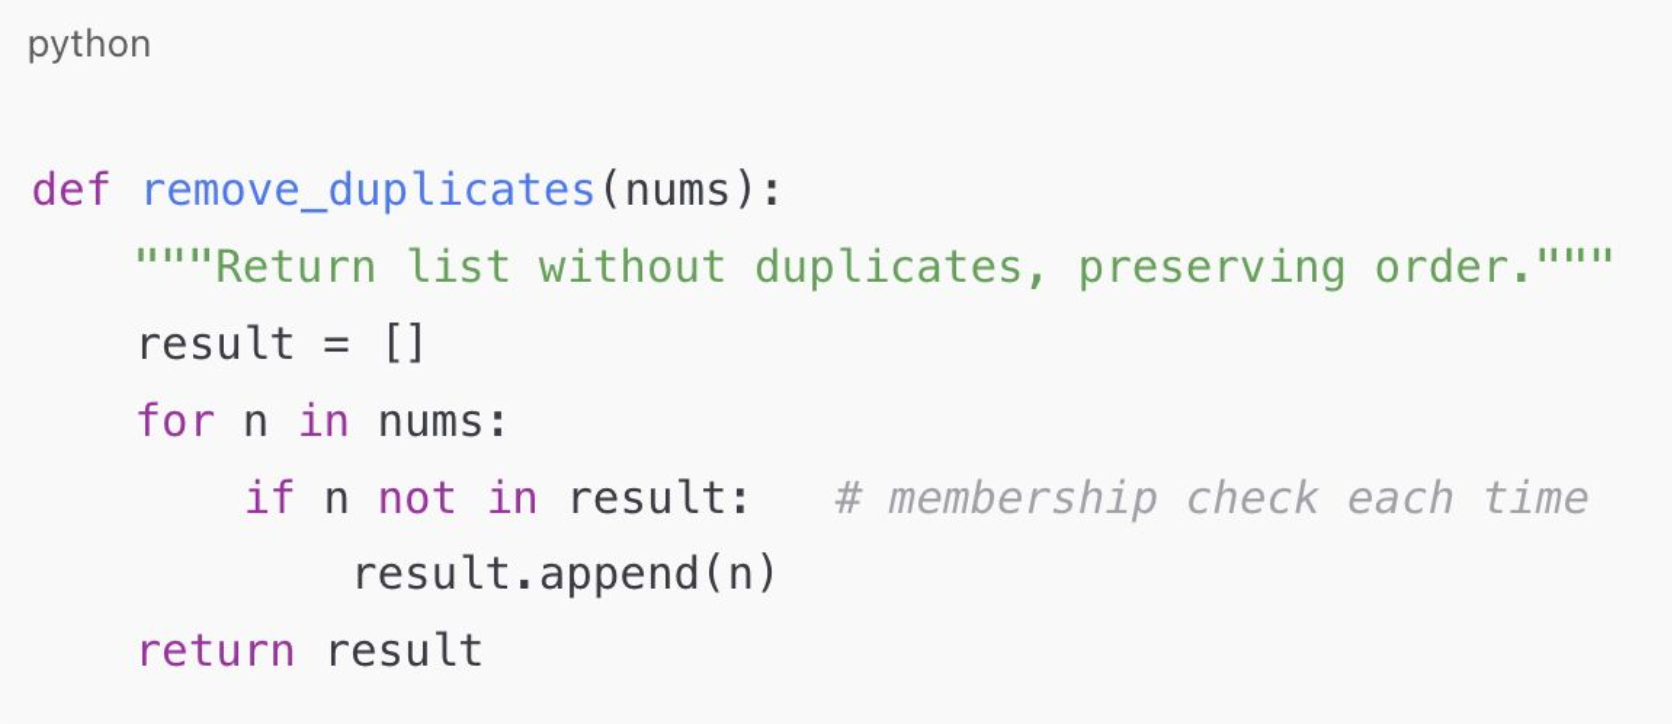 python
def remove_duplicates(nums):
    """Return list without duplicates, preserving order."""
    result = []
    for n in nums:
        if n not in result:   # membership check each time
            result.append(n)
    return result